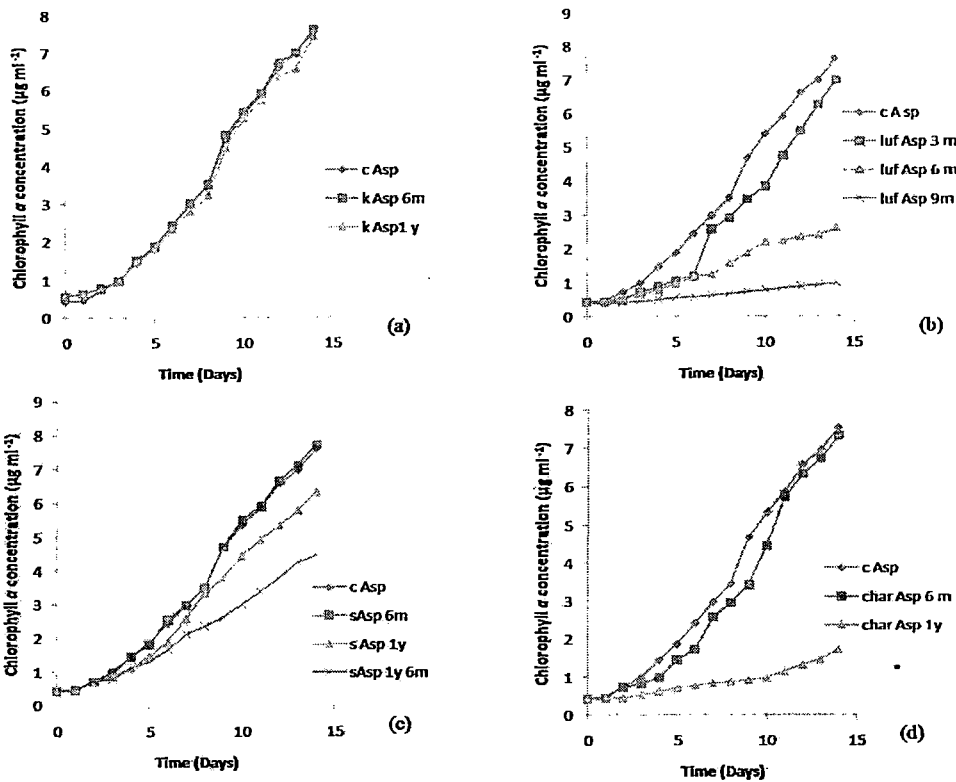 8
7
6
5
4
3
2
1
0
Chlorophyll a concentration (µg ml-1)
c Asp
k Asp 6m
k Asp1 y
0 5 10 15
(a)
Time (Days)
9
8
7
6
5
4
3
2
1
0
Chlorophyll a concentration (µg ml-1)
c A sp
luf Asp 3 m
luf Asp 6 m
luf Asp 9m
0 5 10 15
(b)
Time (Days)
9
8
7
6
5
4
3
2
1
0
Chlorophyll a concentration (µg ml-1)
c Asp
sAsp 6m
s Asp 1y
sAsp 1y 6m
0 5 10 15
(c)
Time (Days)
8
7
6
5
4
3
2
1
0
Chlorophyll a concentration (µg ml-1)
c Asp
char Asp 6 m
char Asp 1y
0 5 10 15
(d)
Time (Days)